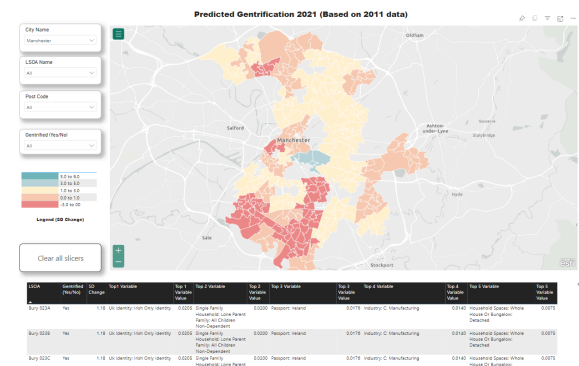 Predicted Gentrification 2021 (Based on 2011 data)
City Name
Manchester
LSOA Name
All
Post Code
All
Gentrified (Yes/No)
All
5.0 to 9.0
3.0 to 5.0
1.0 to 3.0
0.0 to 1.0
Legend (SD Change)
Clear all slicers
Oldham
Salford
Manchester
Ashton-
under-Lyne
Stalybridge
Hyde
Sale
Stockport
esri
LSOA Gentrified (Yes/No) SD Change Top1 Variable Top 1 Variable Value Top 2 Variable Top 2 Variable Value Top 3 Variable Top 3 Variable Value Top 4 Variable Top 4 Variable Value Top 5 Variable Top 5 Variable Value
Bury 023A Yes 1.18 Uk Identity: Irish Only Identity 0.0205 Single Family Household: Lone Parent Family: All Children Non-Dependent 0.0200 Passport: Ireland 0.0176 Industry: C: Manufacturing 0.0140 Household Spaces: Whole House Or Bungalow: Detached 0.0075
Bury 023B Yes 1.18 Uk Identity: Irish Only Identity 0.0205 Single Family Household: Lone Parent Family: All Children Non-Dependent 0.0200 Passport: Ireland 0.0176 Industry: C: Manufacturing 0.0140 Household Spaces: Whole House Or Bungalow: Detached 0.0075
Bury 023C Yes 1.18 Uk Identity: Irish Only Identity 0.0205 Single Family Household: Lone Parent 0.0200 Passport: Ireland 0.0176 Industry: C: Manufacturing 0.0140 Household Spaces: Whole House Or Bungalow: 0.0075